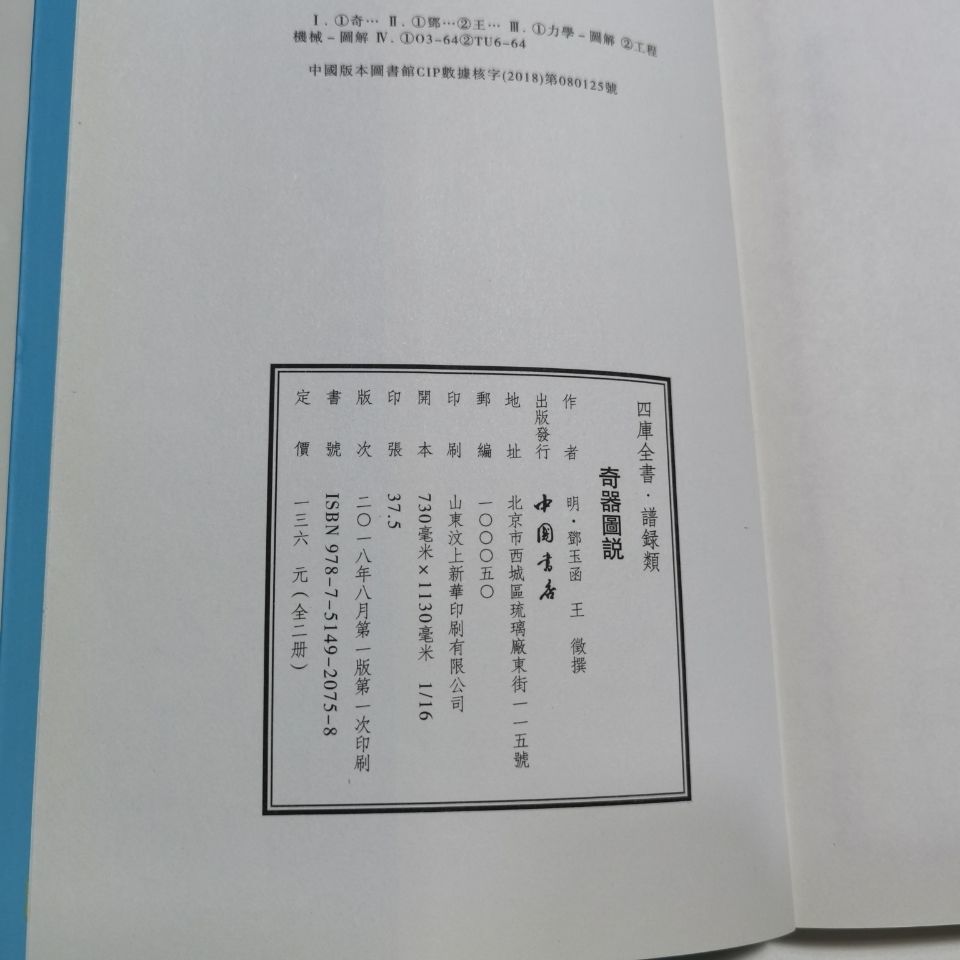 Ⅰ.①奇… Ⅱ.①鄧…②王… Ⅲ.①力學-圖解 ②工程
機械-圖解 Ⅳ.①O3-64②TU6-64
中國版本圖書館CIP數據核字(2018)第080125號
四庫全書·譜録類
奇器圖説
作者 明·鄧玉函 王徵撰
出版發行 中國書店
地址 北京市西城區琉璃廠東街一一五號
郵編 一〇〇〇五〇
印刷 山東汶上新華印刷有限公司
開本 730毫米×1130毫米 1/16
印張 37.5
版次 二〇一八年八月第一版第一次印刷
書號 ISBN 978-7-5149-2075-8
定價 一三六 元(全二册)